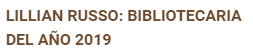 LILLIAN RUSSO: BIBLIOTECARIA
DEL AÑO 2019